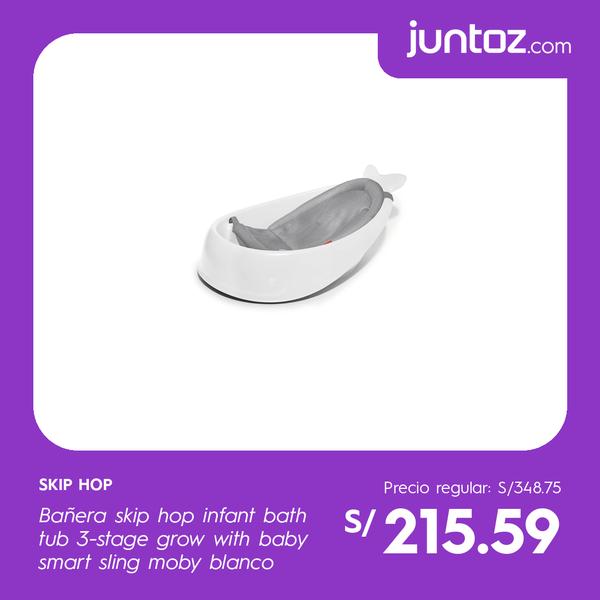 juntoz.com
SKIP HOP
Bañera skip hop infant bath
tub 3-stage grow with baby
smart sling moby blanco
Precio regular: S/348.75
S/ 215.59